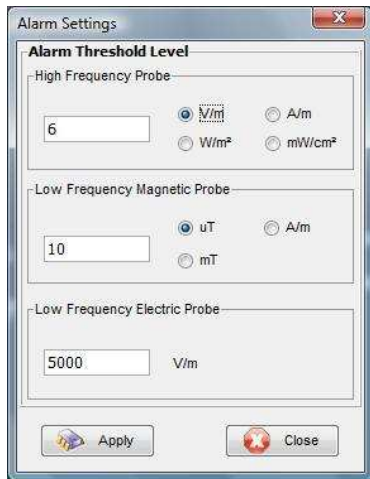 Alarm Settings
Alarm Threshold Level
High Frequency Probe
6
V/m
A/m
W/m²
mW/cm²
Low Frequency Magnetic Probe
10
uT
A/m
mT
Low Frequency Electric Probe
5000 V/m
Apply Close